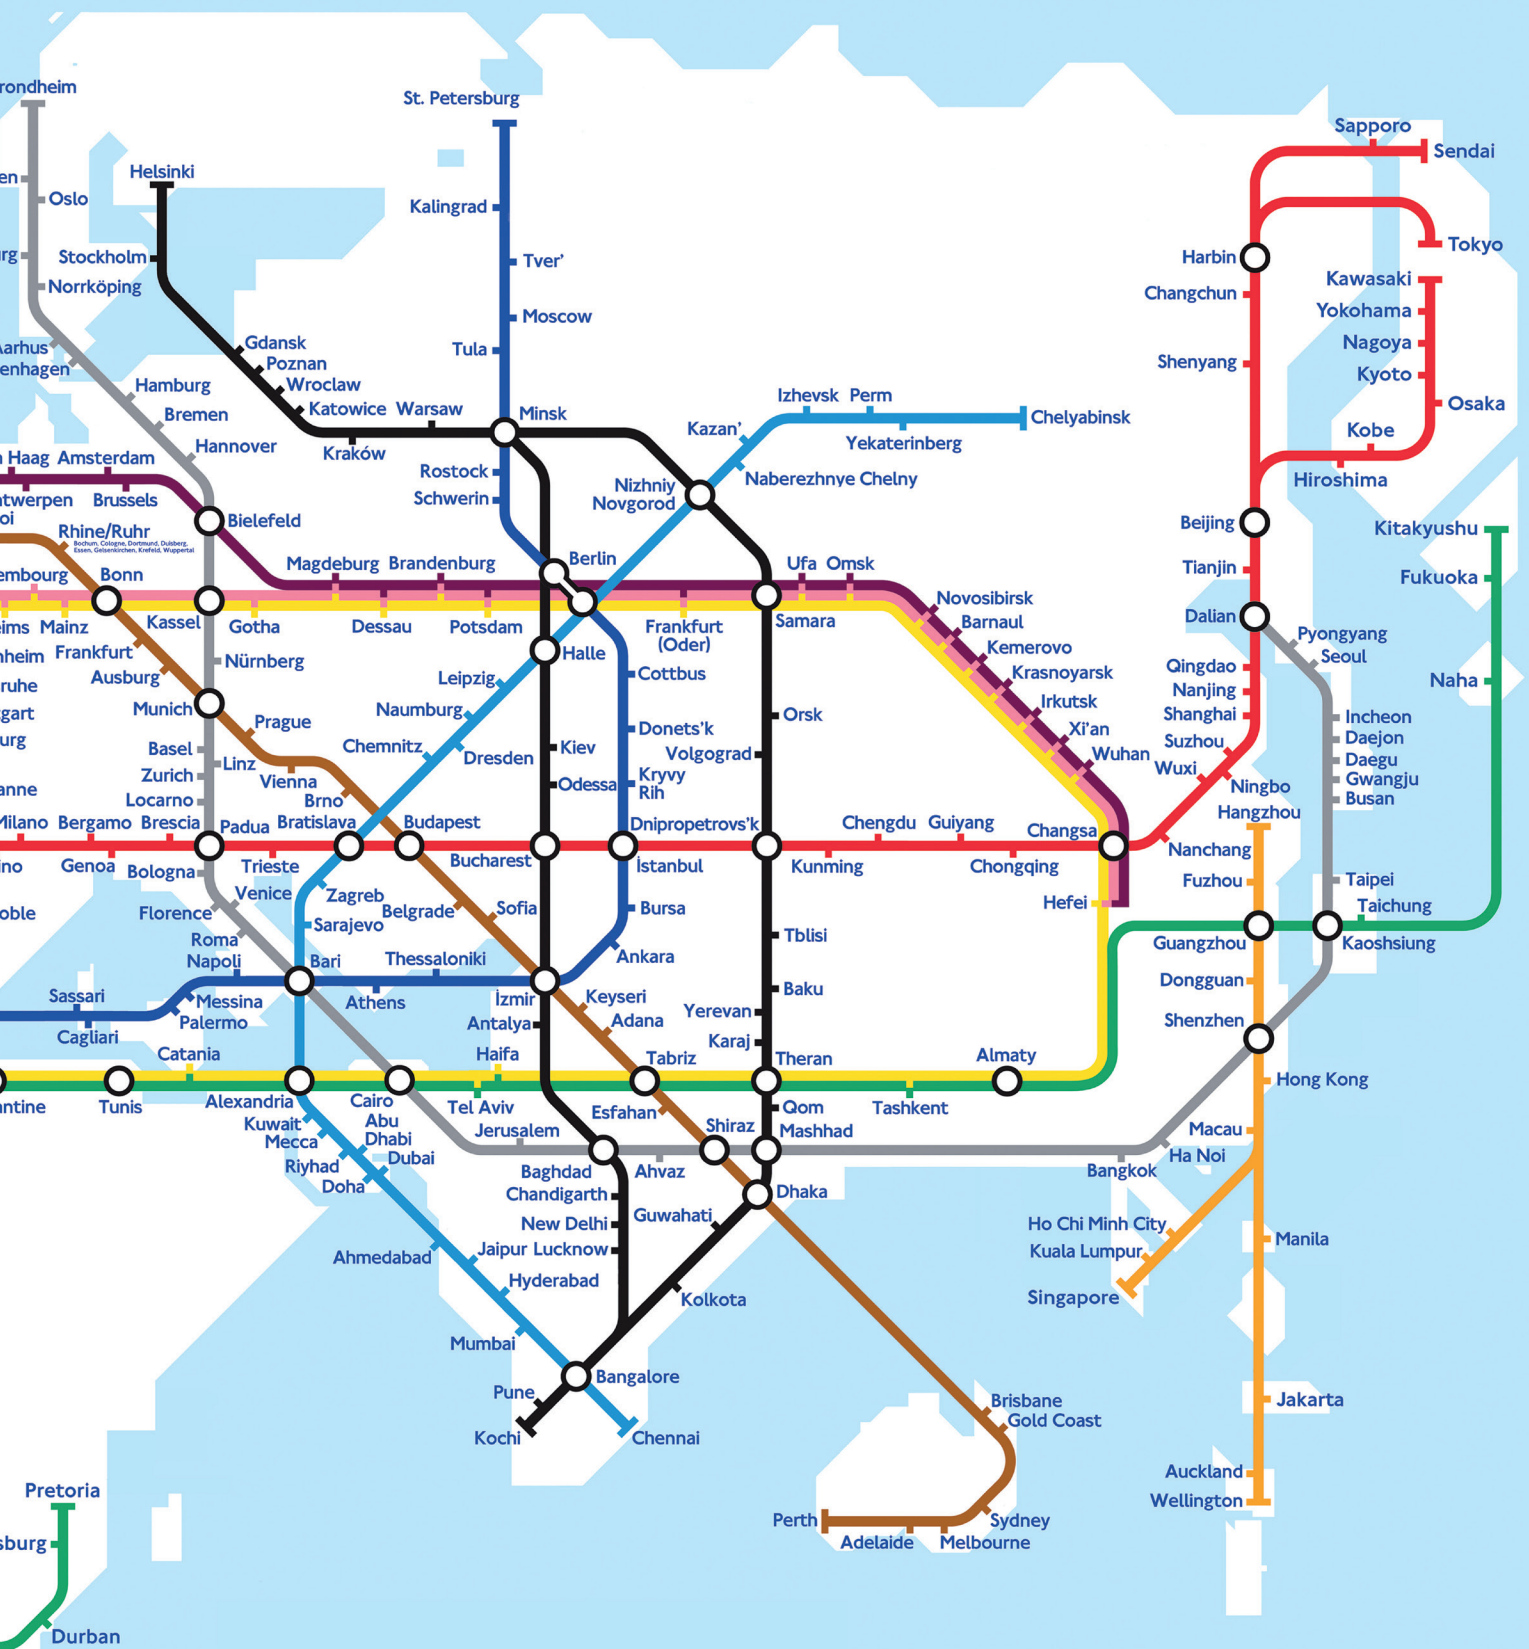 rondheim
St. Petersburg
Sapporo
Sendai
Helsinki
en
Oslo
Kalingrad
Tokyo
rg
Stockholm
Tver'
Harbin
Norrköping
Changchun
Kawasaki
Moscow
Yokohama
Gdansk
Tula
Nagoya
Aarhus
enhagen
Poznan
Shenyang
Kyoto
Hamburg
Wroclaw
Izhevsk Perm
Katowice Warsaw
Minsk
Chelyabinsk
Osaka
Bremen
Kazan'
Yekaterinberg
Kobe
Hannover
Kraków
n Haag Amsterdam
Rostock
Naberezhnye Chelny
Hiroshima
ntwerpen
Brussels
Schwerin
Nizhniy
Novgorod
oi
Bielefeld
Beijing
Kitakyushu
Rhine/Ruhr
Bochum, Cologne, Dortmund, Duisberg,
Essen, Gelsenkirchen, Krefeld, Wuppertal
Berlin
Magdeburg Brandenburg
Ufa Omsk
Tianjin
Fukuoka
embourg
Bonn
Novosibirsk
Barnaul
Dalian
eims Mainz
Kassel
Gotha
Dessau
Potsdam
Frankfurt
(Oder)
Samara
Pyongyang
Seoul
nheim
Frankfurt
Nürnberg
Halle
Kemerovo
Qingdao
Ausburg
Leipzig
Cottbus
Krasnoyarsk
Nanjing
Naha
ruhe
Munich
Naumburg
Orsk
Irkutsk
Shanghai
Incheon
gart
Prague
Donets'k
Xi'an
Suzhou
Daejon
urg
Basel
Linz
Chemnitz
Dresden
Kiev
Volgograd
Wuhan
Wuxi
Daegu
Zurich
Vienna
Odessa
Kryvy
Rih
Ningbo
Gwangju
anne
Locarno
Brno
Busan
Milano Bergamo Brescia
Padua
Bratislava
Budapest
Dnipropetrovs'k
Chengdu Guiyang
Changsa
Hangzhou
ino
Genoa
Bologna
Trieste
Bucharest
İstanbul
Kunming
Chongqing
Nanchang
Venice
Zagreb
Fuzhou
Taipei
oble
Florence
Sarajevo
Belgrade
Sofia
Bursa
Hefei
Taichung
Roma
Tblisi
Guangzhou
Kaoshsiung
Napoli
Bari
Thessaloniki
Ankara
Sassari
Messina
Athens
İzmir
Keyseri
Baku
Dongguan
Cagliari
Palermo
Antalya
Adana
Yerevan
Shenzhen
Catania
Haifa
Tabriz
Karaj
Theran
Almaty
Hong Kong
antine
Tunis
Alexandria
Cairo
Tel Aviv
Esfahan
Qom
Tashkent
Kuwait
Abu
Dhabi
Jerusalem
Shiraz
Mashhad
Macau
Mecca
Dubai
Ha Noi
Riyhad
Baghdad
Ahvaz
Bangkok
Doha
Chandigarth
Dhaka
New Delhi
Guwahati
Ho Chi Minh City
Ahmedabad
Jaipur Lucknow
Kuala Lumpur
Manila
Hyderabad
Kolkota
Singapore
Mumbai
Bangalore
Pune
Brisbane
Jakarta
Kochi
Chennai
Gold Coast
Auckland
Pretoria
Wellington
Perth
Sydney
sburg
Adelaide
Melbourne
Durban